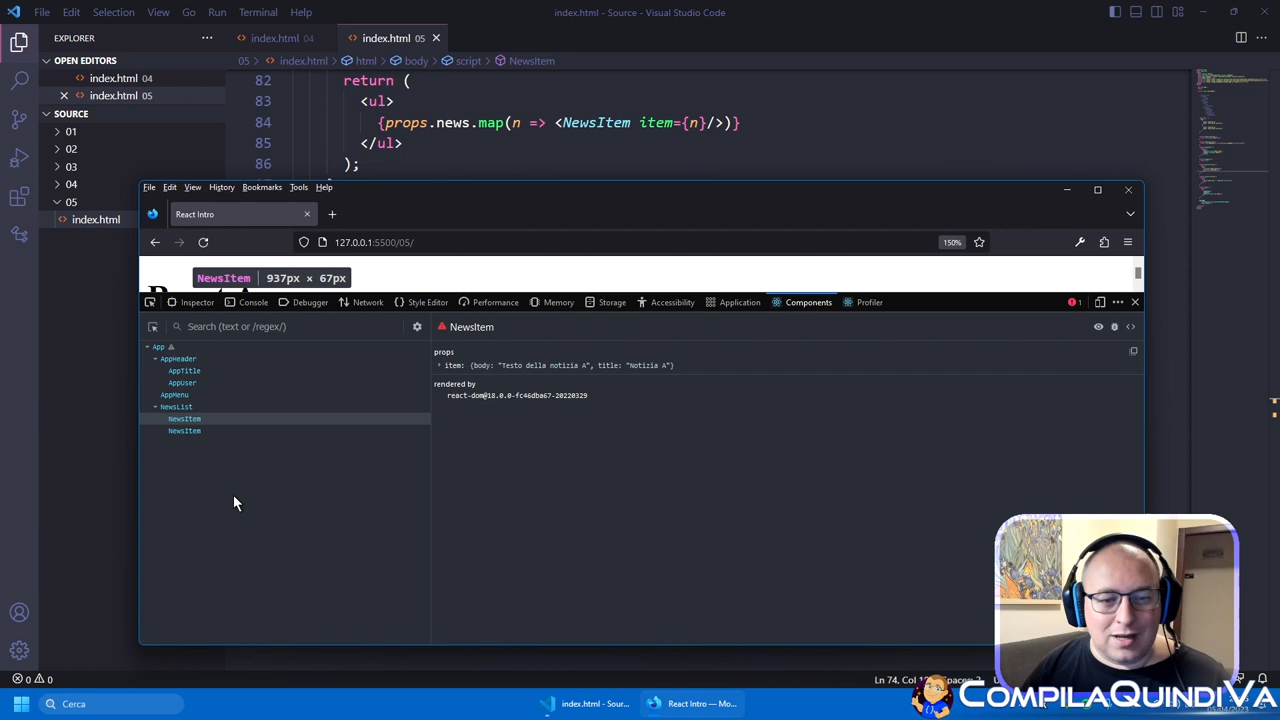 File Edit Selection View Go Run Terminal Help
index.html - Source - Visual Studio Code
EXPLORER
index.html 04
index.html 05
OPEN EDITORS
05 index.html html body script NewsItem
index.html 04
index.html 05
SOURCE
01
02
03
04
05
index.html
82 return (
83 <ul>
84 {props.news.map(n => <NewsItem item={n}/>)}
85 </ul>
86 );
File Edit View History Bookmarks Tools Help
React Intro
127.0.0.1:5500/05/
150%
NewsItem 937px × 67px
Inspector Console Debugger Network Style Editor Performance Memory Storage Accessibility Application Components Profiler 1
Search (text or /regex/)
NewsItem
App
AppHeader
AppTitle
AppUser
AppMenu
NewsList
NewsItem
NewsItem
props
item: {body: "Testo della notizia A", title: "Notizia A"}
rendered by
react-dom@18.0.0-fc46dba67-20220329
0 0
Ln 74, Col 10
Cerca
index.html - Sour...
React Intro — Mo...
COMPILAQUINDIVA